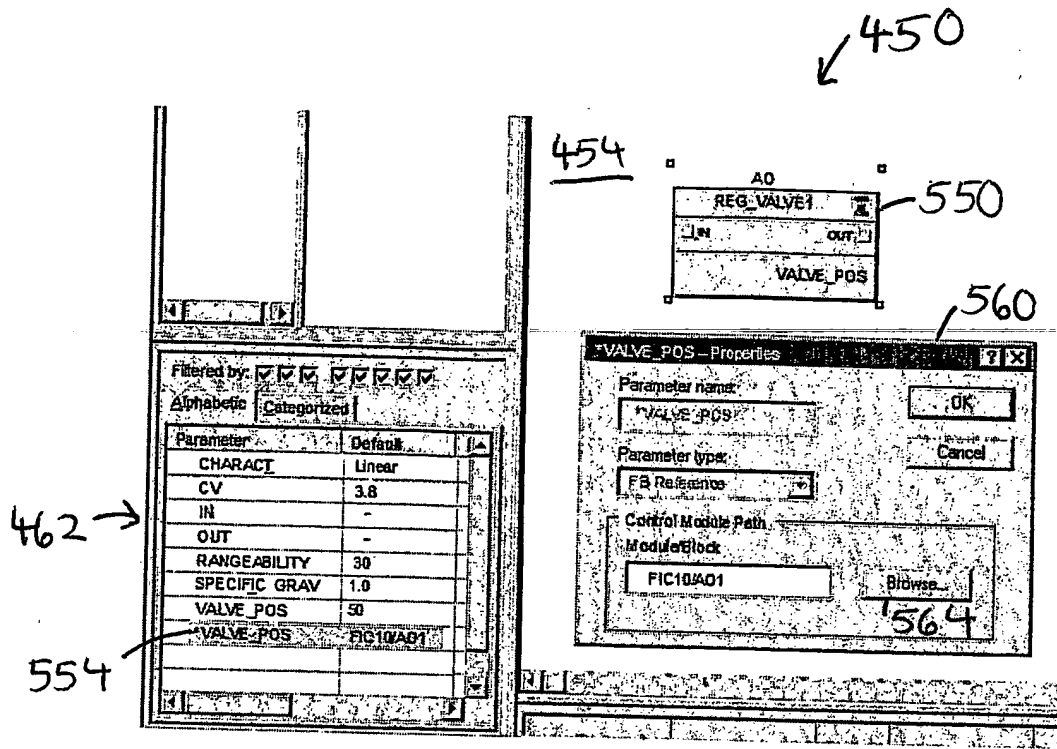 450
454
AO
REG_VALVE1
550
IN OUT
VALVE_POS
560
*VALVE_POS – Properties ? X
Parameter name:
*VALVE_POS
OK
Parameter type:
Cancel
FB Reference
Control Module Path
Module/Block
FIC10/AO1
Browse...
564
Filtered by:
Alphabetic Categorized
Parameter Default
CHARACT Linear
CV 3.8
462
IN -
OUT -
RANGEABILITY 30
SPECIFIC GRAV 1.0
VALVE_POS 50
*VALVE_POS FIC10/AO1
554